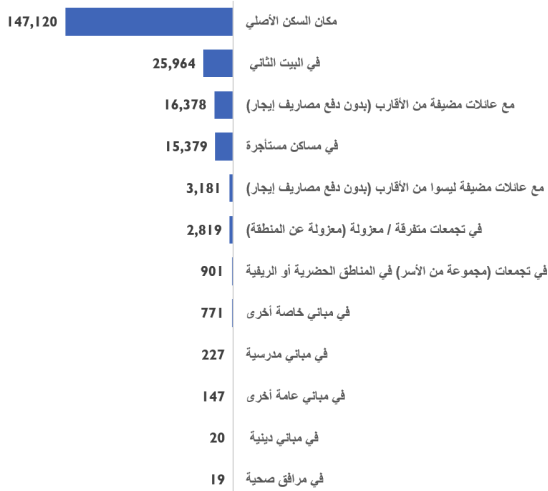 مكان السكن الأصلي 147,120
في البيت الثاني 25,964
مع عائلات مضيفة من الأقارب (بدون دفع مصاريف إيجار) 16,378
في مساكن مستأجرة 15,379
مع عائلات مضيفة ليسوا من الأقارب (بدون دفع مصاريف إيجار) 3,181
في تجمعات متفرقة / معزولة (معزولة عن المنطقة) 2,819
في تجمعات (مجموعة من الأسر) في المناطق الحضرية أو الريفية 901
في مباني خاصة أخرى 771
في مباني مدرسية 227
في مباني عامة أخرى 147
في مباني دينية 20
في مرافق صحية 19